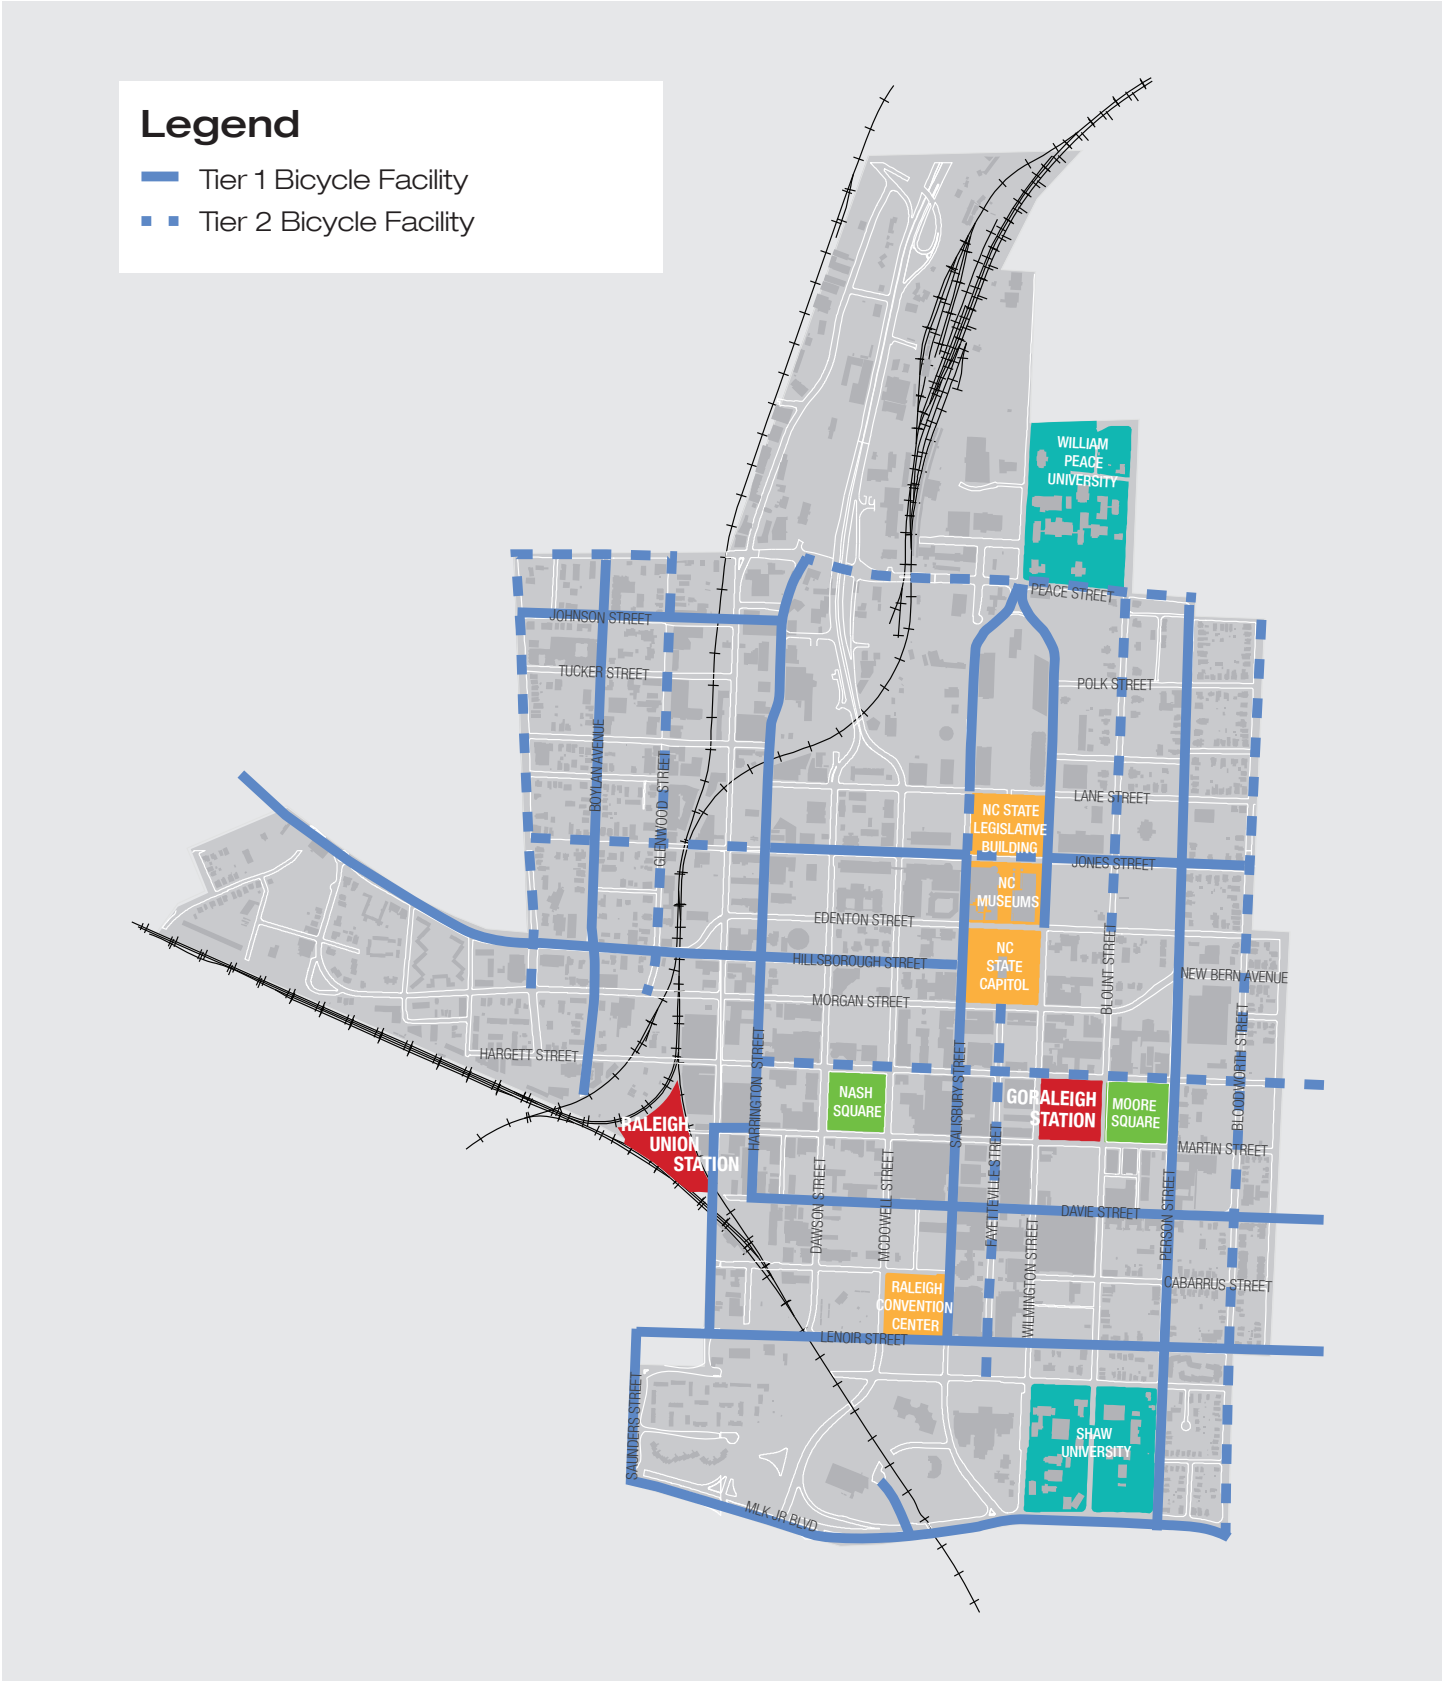 Legend
Tier 1 Bicycle Facility
Tier 2 Bicycle Facility
WILLIAM
PEACE
UNIVERSITY
PEACE STREET
JOHNSON STREET
TUCKER STREET
POLK STREET
BOYLAN AVENUE
GLENWOOD STREET
LANE STREET
NC STATE
LEGISLATIVE
BUILDING
JONES STREET
NC
MUSEUMS
EDENTON STREET
HILLSBOROUGH STREET
NC
STATE
CAPITOL
BLOUNT STREET
NEW BERN AVENUE
MORGAN STREET
HARGETT STREET
HARRINGTON STREET
SALISBURY STREET
BLOODWORTH STREET
NASH
SQUARE
GORALEIGH
STATION
MOORE
SQUARE
RALEIGH
UNION
STATION
MARTIN STREET
DAWSON STREET
MCDOWELL STREET
FAYETTEVILLE STREET
WILMINGTON STREET
PERSON STREET
DAVIE STREET
CABARRUS STREET
RALEIGH
CONVENTION
CENTER
LENOIR STREET
SAUNDERS STREET
SHAW
UNIVERSITY
MLK JR BLVD